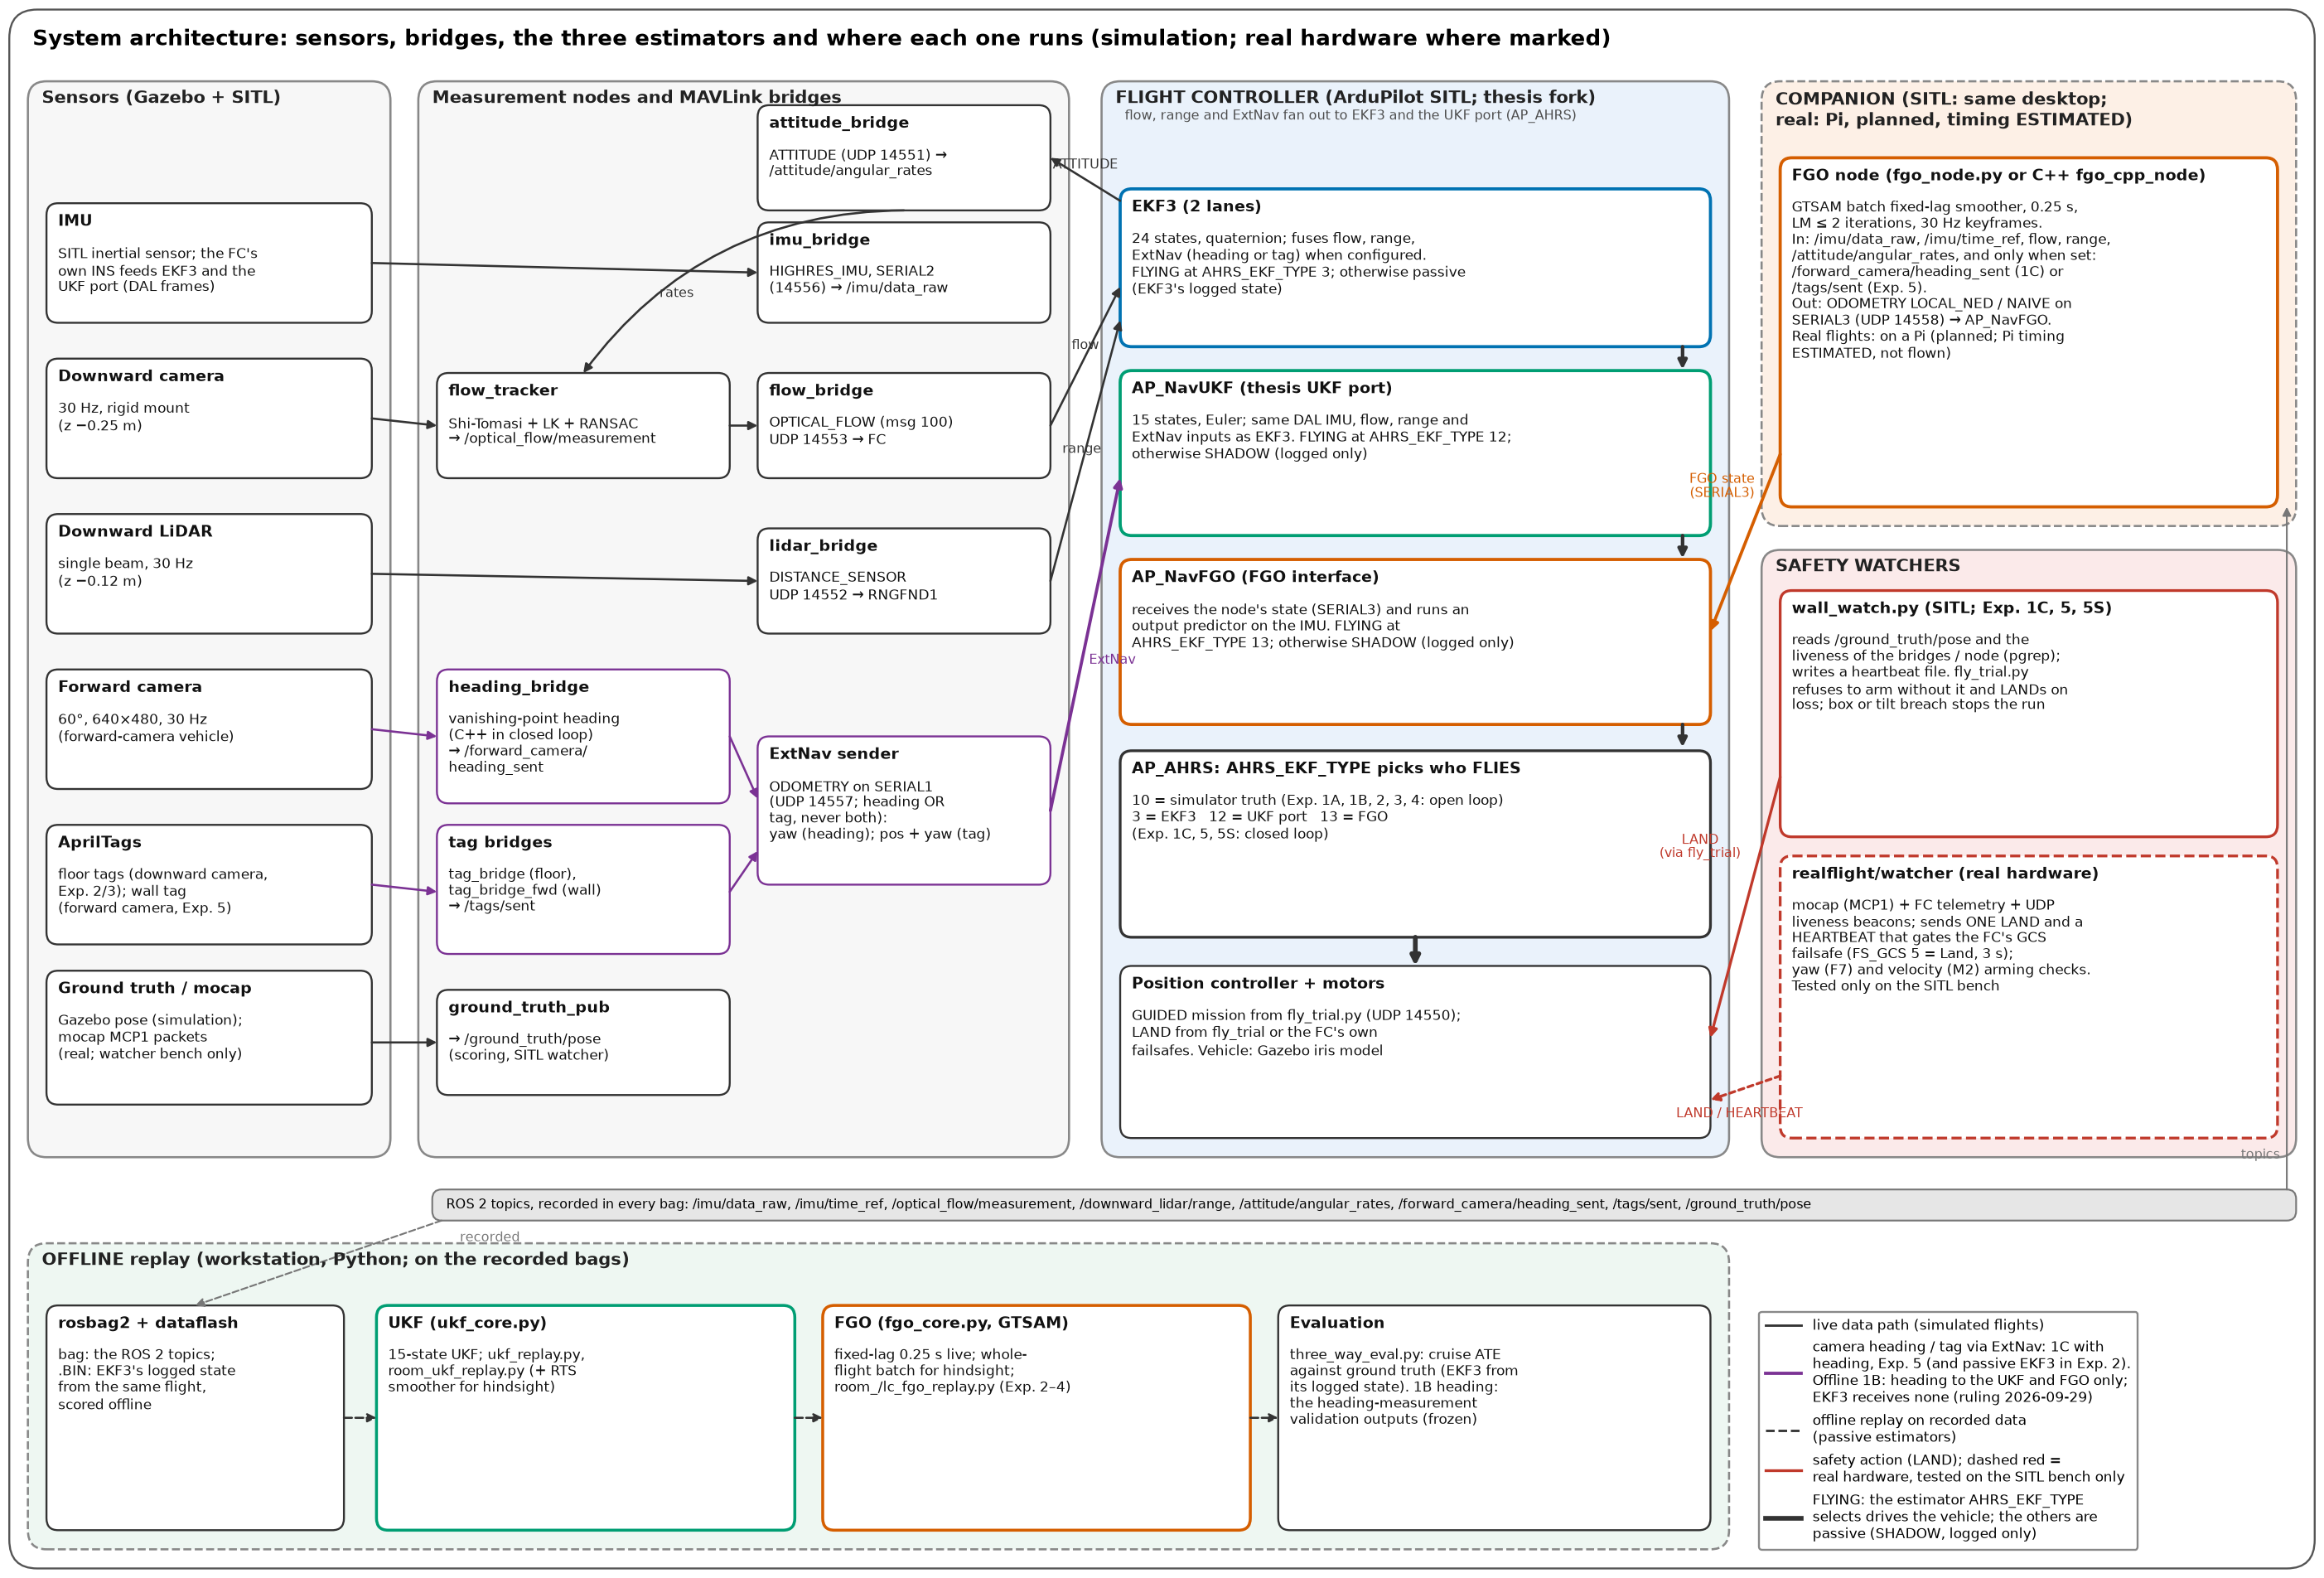 System architecture: sensors, bridges, the three estimators and where each one runs (simulation; real hardware where marked)
Sensors (Gazebo + SITL)
IMU
SITL inertial sensor; the FC's
own INS feeds EKF3 and the
UKF port (DAL frames)
Downward camera
30 Hz, rigid mount
(z −0.25 m)
Downward LiDAR
single beam, 30 Hz
(z −0.12 m)
Forward camera
60°, 640×480, 30 Hz
(forward-camera vehicle)
AprilTags
floor tags (downward camera,
Exp. 2/3); wall tag
(forward camera, Exp. 5)
Ground truth / mocap
Gazebo pose (simulation);
mocap MCP1 packets
(real; watcher bench only)
Measurement nodes and MAVLink bridges
attitude_bridge
ATTITUDE (UDP 14551) →
/attitude/angular_rates
imu_bridge
HIGHRES_IMU, SERIAL2
(14556) → /imu/data_raw
rates
flow_tracker
Shi-Tomasi + LK + RANSAC
→ /optical_flow/measurement
flow_bridge
OPTICAL_FLOW (msg 100)
UDP 14553 → FC
lidar_bridge
DISTANCE_SENSOR
UDP 14552 → RNGFND1
heading_bridge
vanishing-point heading
(C++ in closed loop)
→ /forward_camera/
heading_sent
tag bridges
tag_bridge (floor),
tag_bridge_fwd (wall)
→ /tags/sent
ExtNav sender
ODOMETRY on SERIAL1
(UDP 14557; heading OR
tag, never both):
yaw (heading); pos + yaw (tag)
ground_truth_pub
→ /ground_truth/pose
(scoring, SITL watcher)
ATTITUDE
flow
range
ExtNav
FLIGHT CONTROLLER (ArduPilot SITL; thesis fork)
flow, range and ExtNav fan out to EKF3 and the UKF port (AP_AHRS)
EKF3 (2 lanes)
24 states, quaternion; fuses flow, range,
ExtNav (heading or tag) when configured.
FLYING at AHRS_EKF_TYPE 3; otherwise passive
(EKF3's logged state)
AP_NavUKF (thesis UKF port)
15 states, Euler; same DAL IMU, flow, range and
ExtNav inputs as EKF3. FLYING at AHRS_EKF_TYPE 12;
otherwise SHADOW (logged only)
AP_NavFGO (FGO interface)
receives the node's state (SERIAL3) and runs an
output predictor on the IMU. FLYING at
AHRS_EKF_TYPE 13; otherwise SHADOW (logged only)
AP_AHRS: AHRS_EKF_TYPE picks who FLIES
10 = simulator truth (Exp. 1A, 1B, 2, 3, 4: open loop)
3 = EKF3 12 = UKF port 13 = FGO
(Exp. 1C, 5, 5S: closed loop)
Position controller + motors
GUIDED mission from fly_trial.py (UDP 14550);
LAND from fly_trial or the FC's own
failsafes. Vehicle: Gazebo iris model
FGO state
(SERIAL3)
LAND
(via fly_trial)
LAND / HEARTBEAT
COMPANION (SITL: same desktop;
real: Pi, planned, timing ESTIMATED)
FGO node (fgo_node.py or C++ fgo_cpp_node)
GTSAM batch fixed-lag smoother, 0.25 s,
LM ≤ 2 iterations, 30 Hz keyframes.
In: /imu/data_raw, /imu/time_ref, flow, range,
/attitude/angular_rates, and only when set:
/forward_camera/heading_sent (1C) or
/tags/sent (Exp. 5).
Out: ODOMETRY LOCAL_NED / NAIVE on
SERIAL3 (UDP 14558) → AP_NavFGO.
Real flights: on a Pi (planned; Pi timing
ESTIMATED, not flown)
SAFETY WATCHERS
wall_watch.py (SITL; Exp. 1C, 5, 5S)
reads /ground_truth/pose and the
liveness of the bridges / node (pgrep);
writes a heartbeat file. fly_trial.py
refuses to arm without it and LANDs on
loss; box or tilt breach stops the run
realflight/watcher (real hardware)
mocap (MCP1) + FC telemetry + UDP
liveness beacons; sends ONE LAND and a
HEARTBEAT that gates the FC's GCS
failsafe (FS_GCS 5 = Land, 3 s);
yaw (F7) and velocity (M2) arming checks.
Tested only on the SITL bench
topics
ROS 2 topics, recorded in every bag: /imu/data_raw, /imu/time_ref, /optical_flow/measurement, /downward_lidar/range, /attitude/angular_rates, /forward_camera/heading_sent, /tags/sent, /ground_truth/pose
recorded
OFFLINE replay (workstation, Python; on the recorded bags)
rosbag2 + dataflash
bag: the ROS 2 topics;
.BIN: EKF3's logged state
from the same flight,
scored offline
UKF (ukf_core.py)
15-state UKF; ukf_replay.py,
room_ukf_replay.py (+ RTS
smoother for hindsight)
FGO (fgo_core.py, GTSAM)
fixed-lag 0.25 s live; whole-
flight batch for hindsight;
room_/lc_fgo_replay.py (Exp. 2–4)
Evaluation
three_way_eval.py: cruise ATE
against ground truth (EKF3 from
its logged state). 1B heading:
the heading-measurement
validation outputs (frozen)
live data path (simulated flights)
camera heading / tag via ExtNav: 1C with
heading, Exp. 5 (and passive EKF3 in Exp. 2).
Offline 1B: heading to the UKF and FGO only;
EKF3 receives none (ruling 2026-09-29)
offline replay on recorded data
(passive estimators)
safety action (LAND); dashed red =
real hardware, tested on the SITL bench only
FLYING: the estimator AHRS_EKF_TYPE
selects drives the vehicle; the others are
passive (SHADOW, logged only)